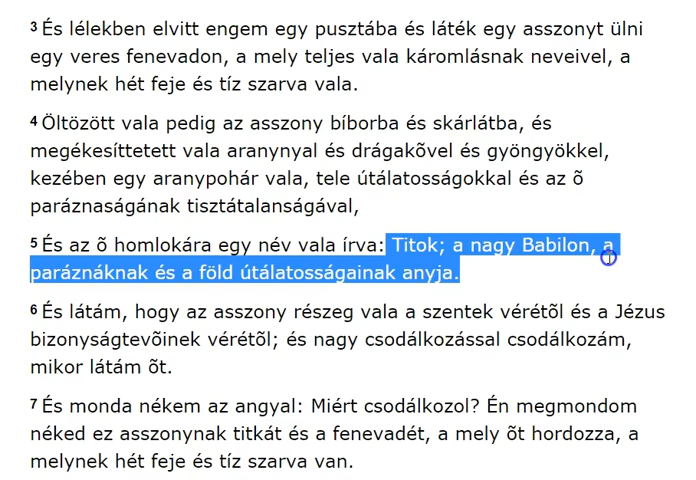 3 És lélekben elvitt engem egy pusztába és láték egy asszonyt ülni
egy veres fenevadon, a mely teljes vala káromlásnak neveivel, a
melynek hét feje és tíz szarva vala.
4 Öltözött vala pedig az asszony bíborba és skárlátba, és
megékesíttetett vala aranynyal és drágakõvel és gyöngyökkel,
kezében egy aranypohár vala, tele útálatosságokkal és az õ
paráznaságának tisztátalanságával,
5 És az õ homlokára egy név vala írva: Titok; a nagy Babilon, a
paráznáknak és a föld útálatosságainak anyja.
6 És látám, hogy az asszony részeg vala a szentek vérétõl és a Jézus
bizonyságtevõinek vérétõl; és nagy csodálkozással csodálkozám,
mikor látám õt.
7 És monda nékem az angyal: Miért csodálkozol? Én megmondom
néked ez asszonynak titkát és a fenevadét, a mely õt hordozza, a
melynek hét feje és tíz szarva van.